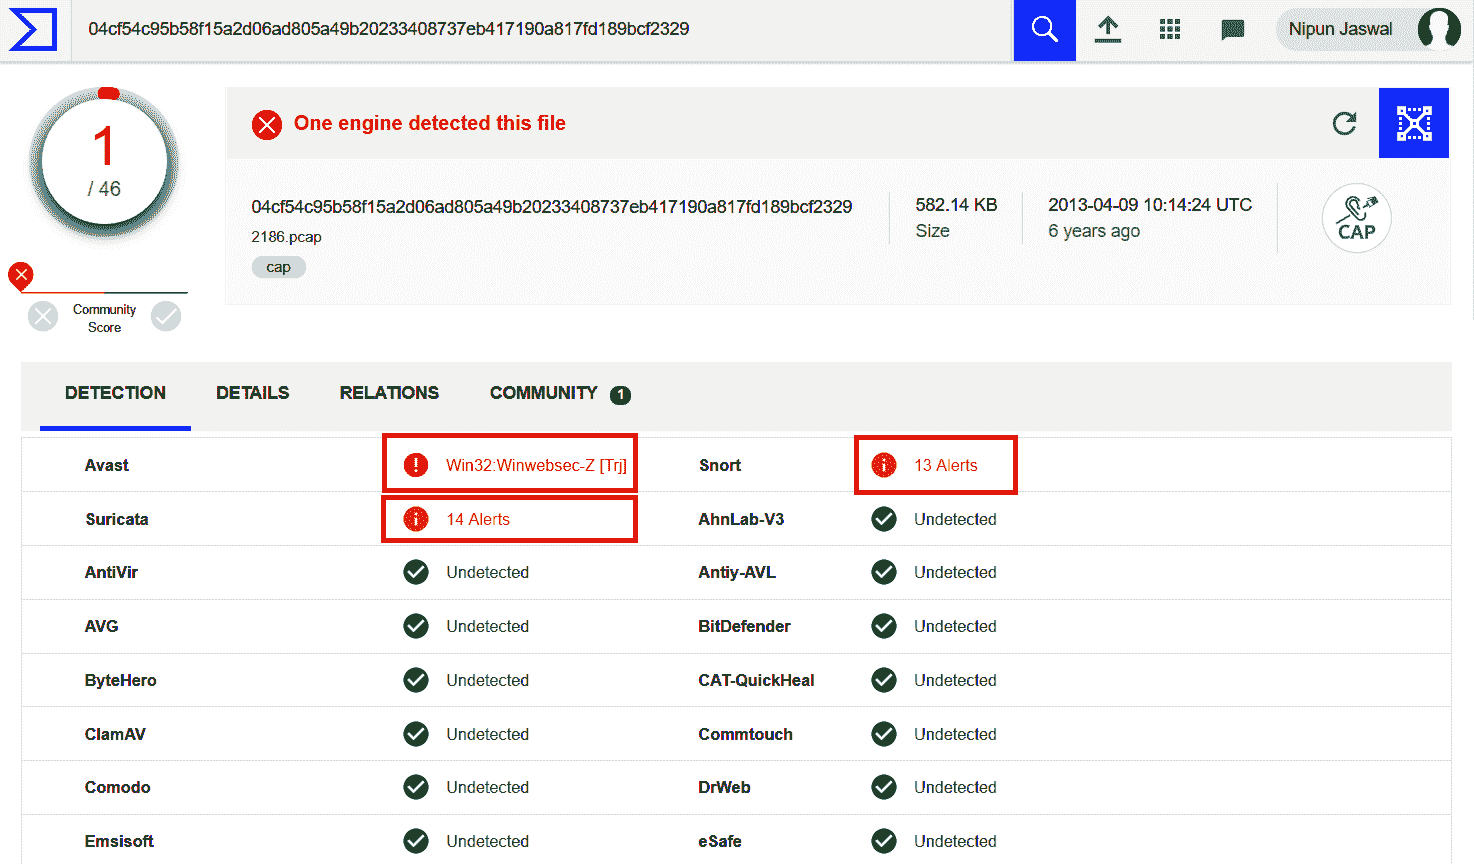 04cf54c95b58f15a2d06ad805a49b20233408737eb417190a817fd189bcf2329
Nipun Jaswal
1
/ 46
One engine detected this file
04cf54c95b58f15a2d06ad805a49b20233408737eb417190a817fd189bcf2329
2186.pcap
cap
582.14 KB
Size
2013-04-09 10:14:24 UTC
6 years ago
CAP
Community
Score
DETECTION DETAILS RELATIONS COMMUNITY 1
Avast Win32:Winwebsec-Z [Trj] Snort 13 Alerts
Suricata 14 Alerts AhnLab-V3 Undetected
AntiVir Undetected Antiy-AVL Undetected
AVG Undetected BitDefender Undetected
ByteHero Undetected CAT-QuickHeal Undetected
ClamAV Undetected Commtouch Undetected
Comodo Undetected DrWeb Undetected
Emsisoft Undetected eSafe Undetected